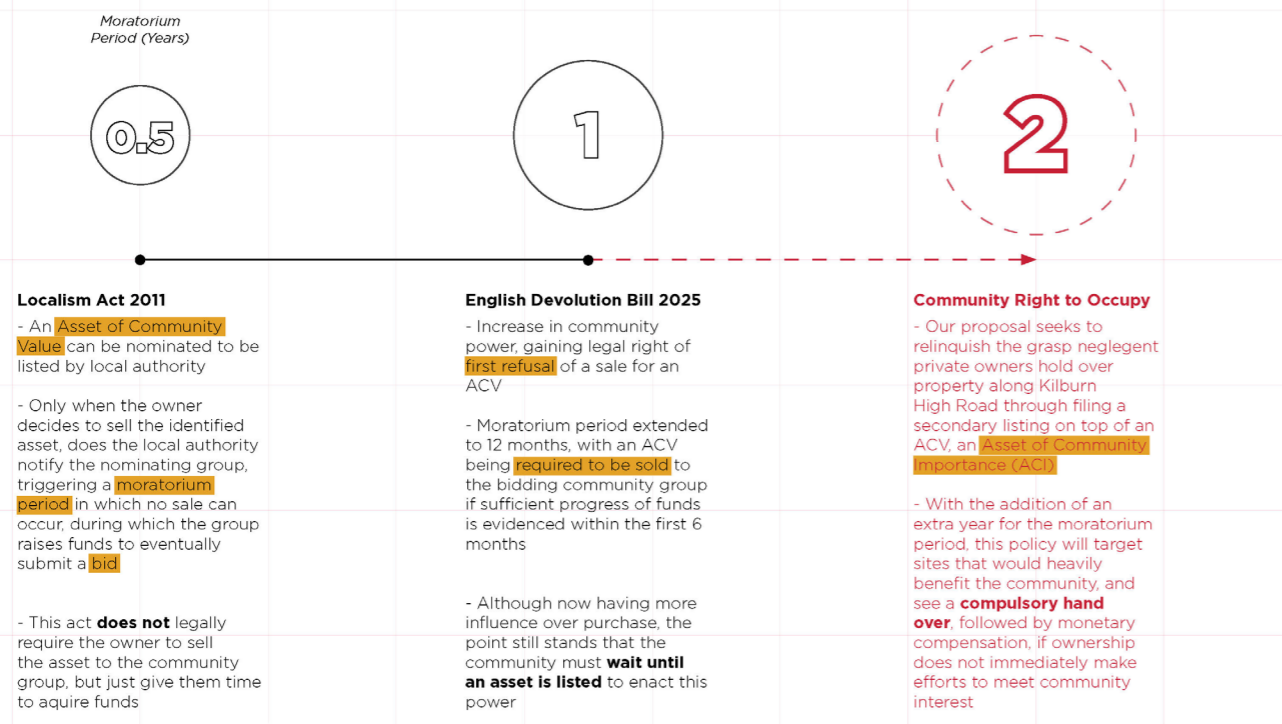 Moratorium
Period (Years)
0.5
1
2
Localism Act 2011
- An Asset of Community
Value can be nominated to be
listed by local authority
- Only when the owner
decides to sell the identified
asset, does the local authority
notify the nominating group,
triggering a moratorium
period in which no sale can
occur, during which the group
raises funds to eventually
submit a bid
- This act does not legally
require the owner to sell
the asset to the community
group, but just give them time
to aquire funds
English Devolution Bill 2025
- Increase in community
power, gaining legal right of
first refusal of a sale for an
ACV
- Moratorium period extended
to 12 months, with an ACV
being required to be sold to
the bidding community group
if sufficient progress of funds
is evidenced within the first 6
months
- Although now having more
influence over purchase, the
point still stands that the
community must wait until
an asset is listed to enact this
power
Community Right to Occupy
- Our proposal seeks to
relinquish the grasp neglegent
private owners hold over
property along Kilburn
High Road through filing a
secondary listing on top of an
ACV, an Asset of Community
Importance (ACI)
- With the addition of an
extra year for the moratorium
period, this policy will target
sites that would heavily
benefit the community, and
see a compulsory hand
over, followed by monetary
compensation, if ownership
does not immediately make
efforts to meet community
interest